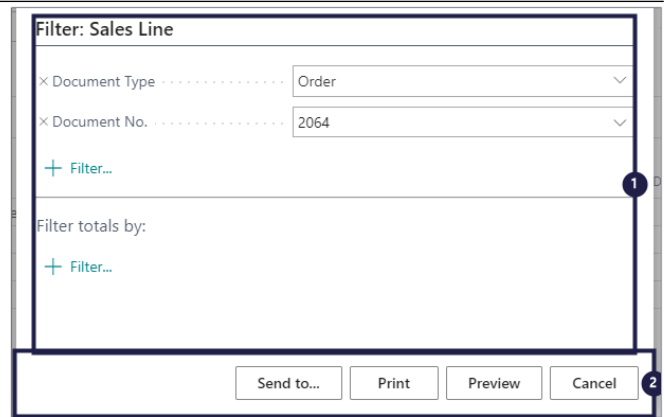 Filter: Sales Line
× Document Type Order
× Document No. 2064
+ Filter...
1
D
Filter totals by:
+ Filter...
Send to... Print Preview Cancel 2